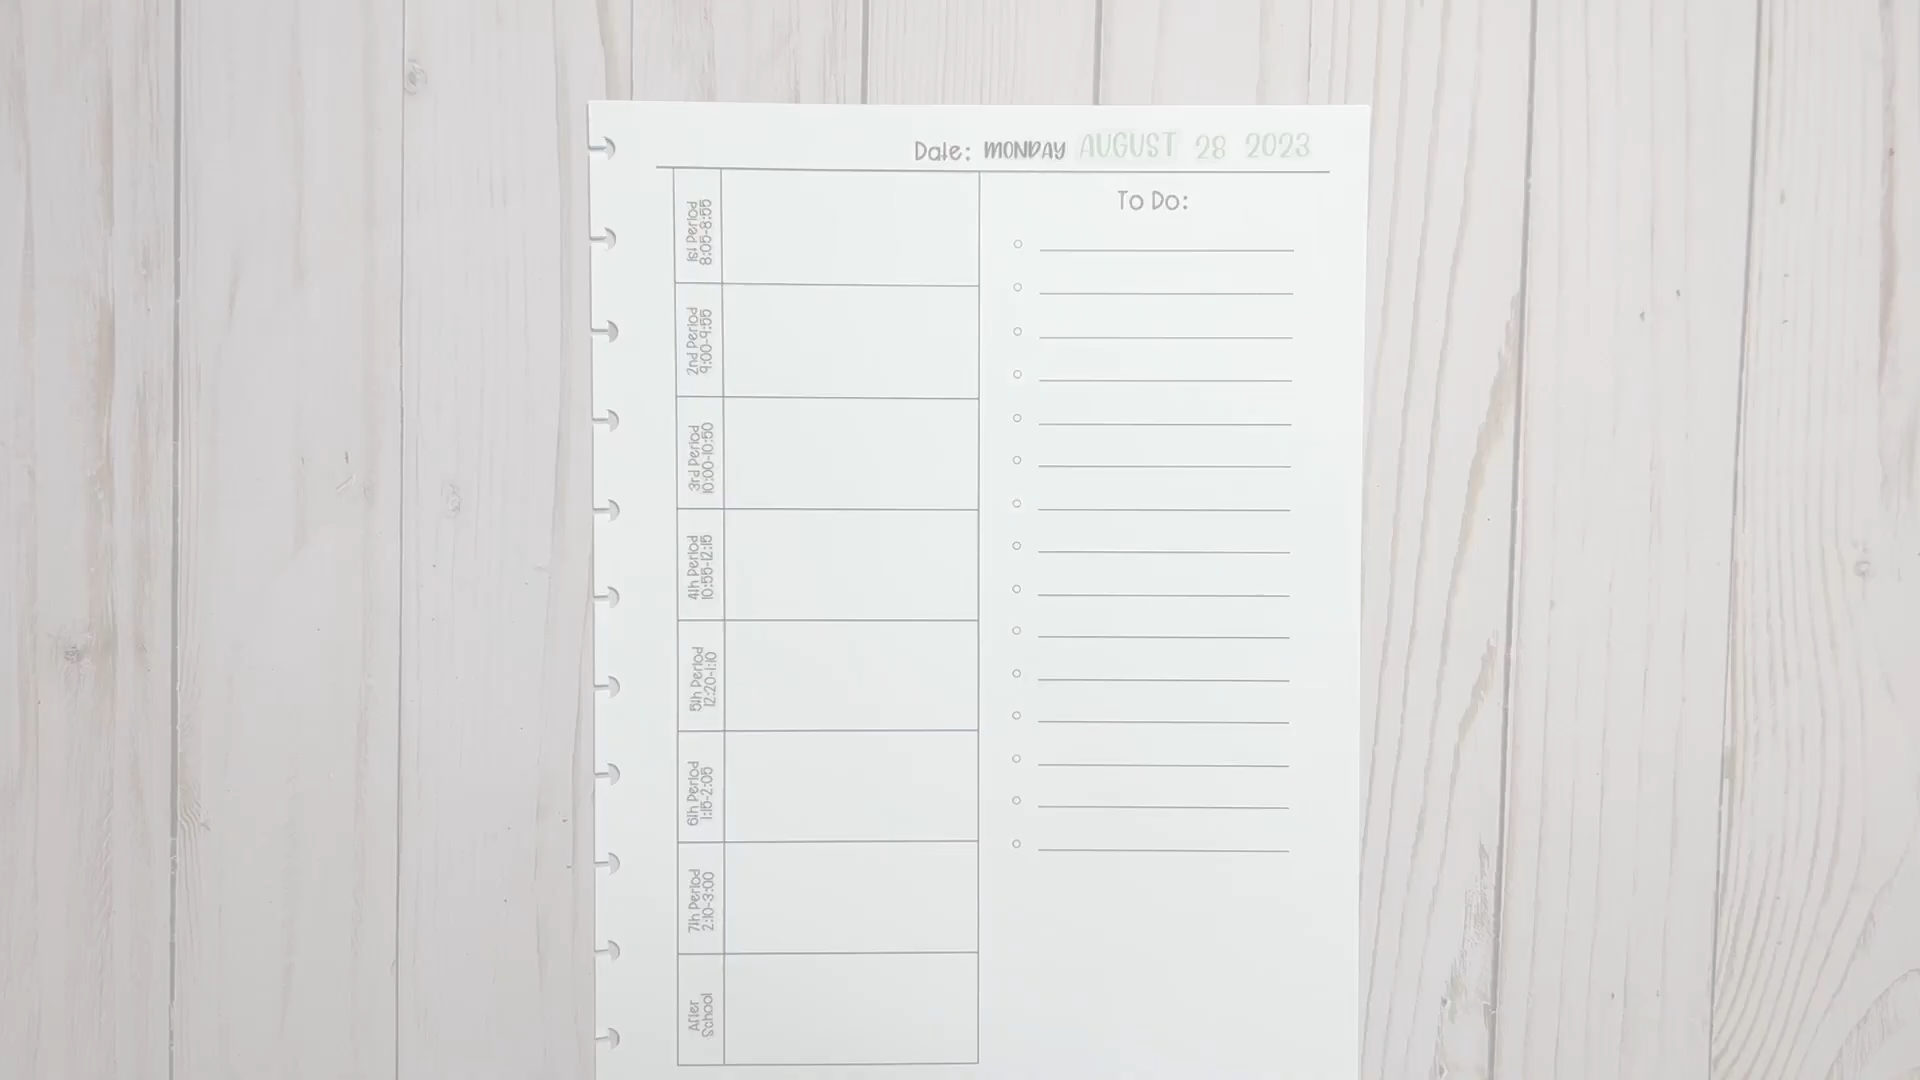 Date: MONDAY AUGUST 28 2023
1st Period
8:05-8:55
2nd Period
9:00-9:55
3rd Period
10:00-10:50
4th Period
10:55-12:15
5th Period
12:20-1:10
6th Period
1:15-2:05
7th Period
2:10-3:00
After
School
To Do: